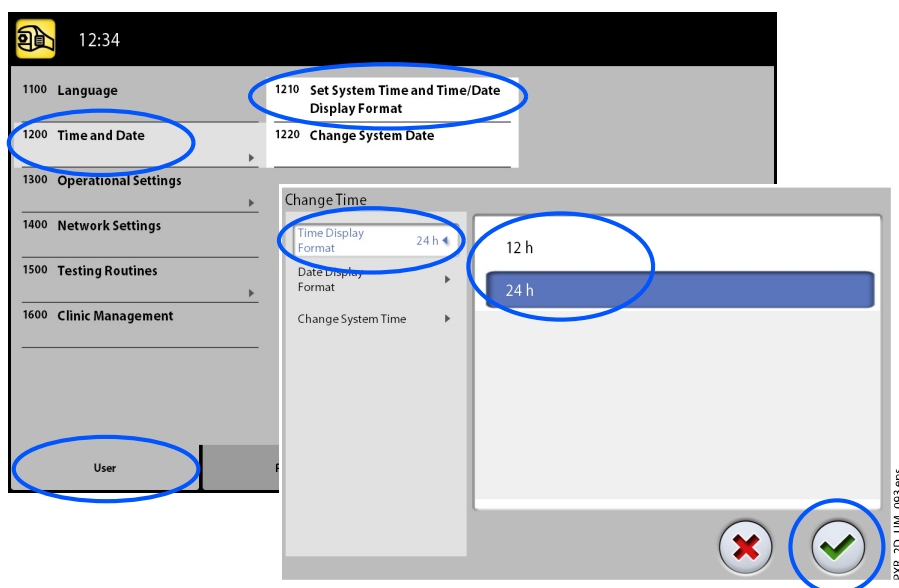 12:34
1100 Language
1200 Time and Date
1300 Operational Settings
1400 Network Settings
1500 Testing Routines
1600 Clinic Management
1210 Set System Time and Time/Date
Display Format
1220 Change System Date
User
Change Time
Time Display
Format
24 h
Date Display
Format
Change System Time
12 h
24 h